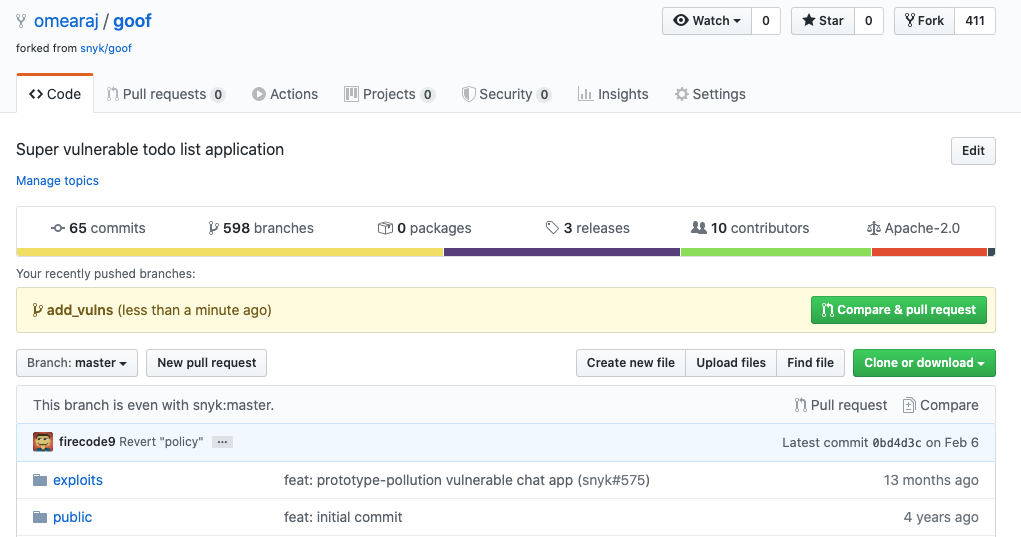 omearaj / goof
Watch 0 Star 0 Fork 411
forked from snyk/goof
Code Pull requests 0 Actions Projects 0 Security 0 Insights Settings
Super vulnerable todo list application
Edit
Manage topics
65 commits 598 branches 0 packages 3 releases 10 contributors Apache-2.0
Your recently pushed branches:
add_vulns (less than a minute ago) Compare & pull request
Branch: master New pull request Create new file Upload files Find file Clone or download
This branch is even with snyk:master. Pull request Compare
firecode9 Revert "policy" ... Latest commit 0bd4d3c on Feb 6
exploits feat: prototype-pollution vulnerable chat app (snyk#575) 13 months ago
public feat: initial commit 4 years ago